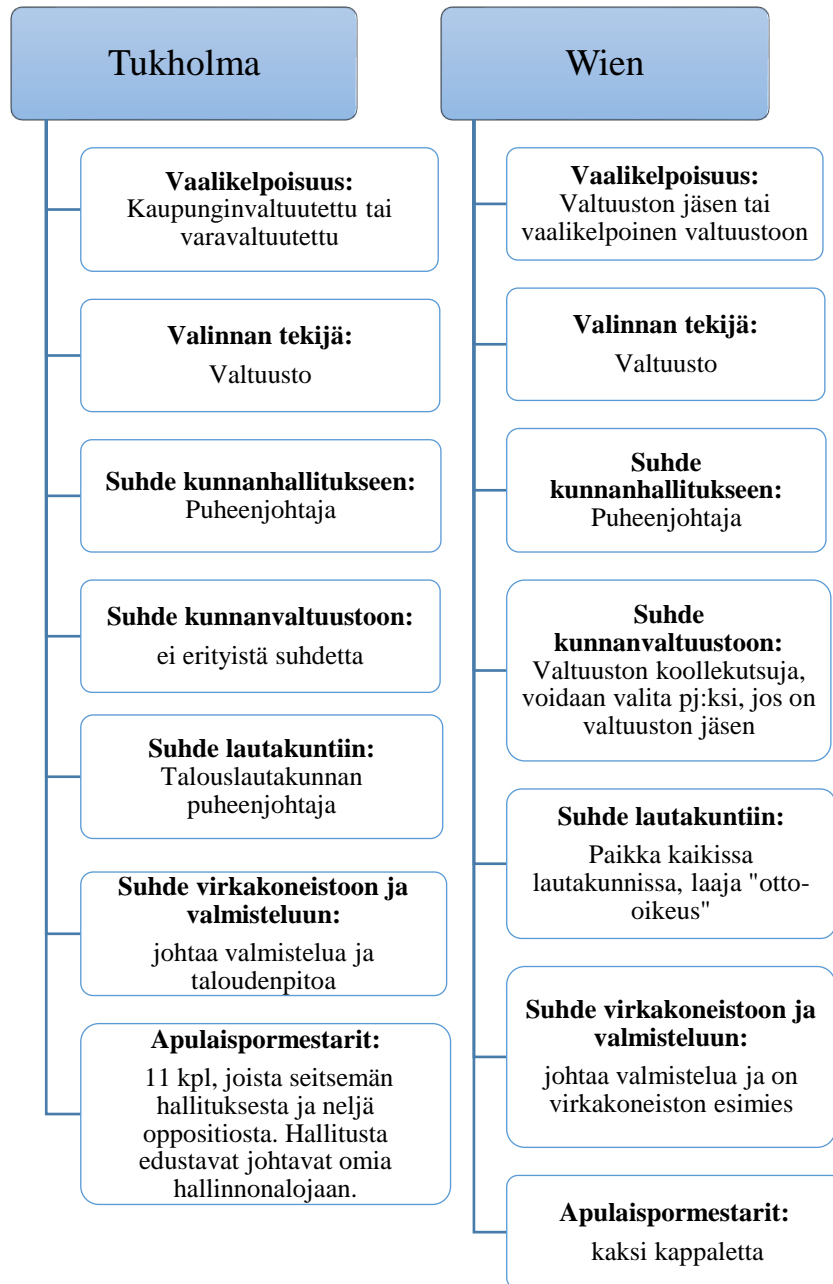 Tukholma
Vaalikelpoisuus:
Kaupunginvaltuutettu tai
varavaltuutettu
Valinnan tekijä:
Valtuusto
Suhde kunnanhallitukseen:
Puheenjohtaja
Suhde kunnanvaltuustoon:
ei erityistä suhdetta
Suhde lautakuntiin:
Talouslautakunnan
puheenjohtaja
Suhde virkakoneistoon ja
valmisteluun:
johtaa valmistelua ja
taloudenpitoa
Apulaispormestarit:
11 kpl, joista seitsemän
hallituksesta ja neljä
oppositiosta. Hallitusta
edustavat johtavat omia
hallinnonalojaan.
Wien
Vaalikelpoisuus:
Valtuuston jäsen tai
vaalikelpoinen valtuustoon
Valinnan tekijä:
Valtuusto
Suhde
kunnanhallitukseen:
Puheenjohtaja
Suhde
kunnanvaltuustoon:
Valtuuston koollekutsuja,
voidaan valita pj:ksi, jos on
valtuuston jäsen
Suhde lautakuntiin:
Paikka kaikissa
lautakunnissa, laaja "otto-
oikeus"
Suhde virkakoneistoon ja
valmisteluun:
johtaa valmistelua ja on
virkakoneiston esimies
Apulaispormestarit:
kaksi kappaletta